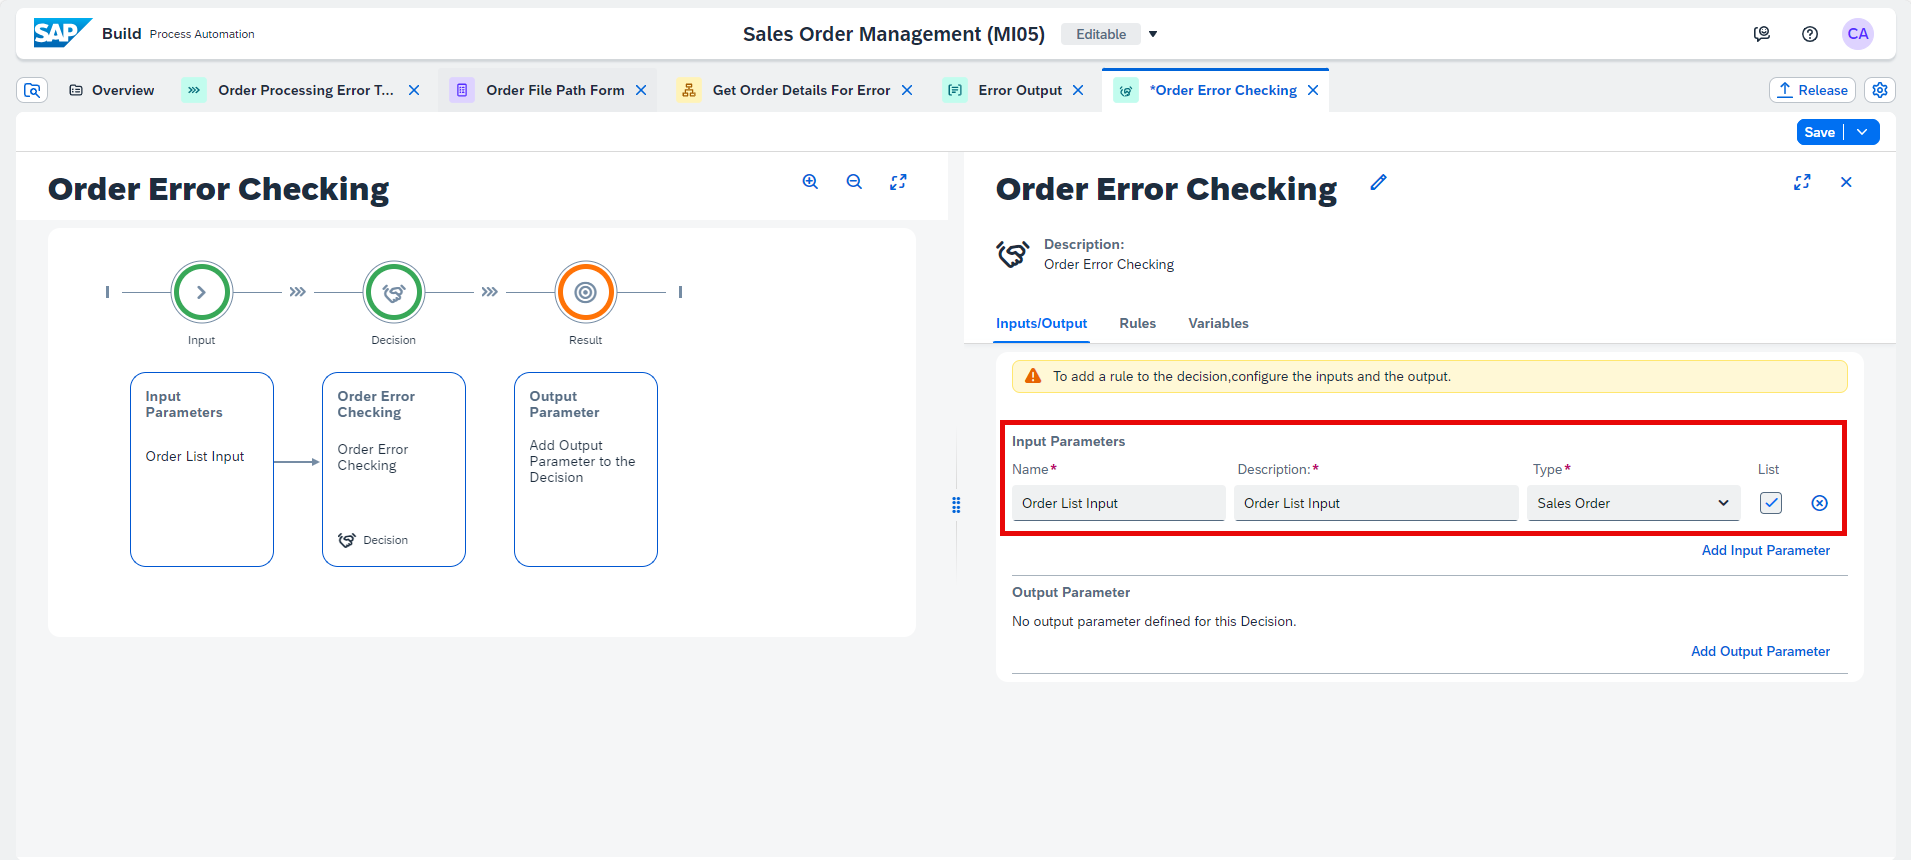 SAP Build Process Automation
Sales Order Management (MI05) Editable
CA
Overview
Order Processing Error T...
Order File Path Form
Get Order Details For Error
Error Output
*Order Error Checking
Release
Save
Order Error Checking
Input
Decision
Result
Input
Parameters
Order List Input
Order Error
Checking
Order Error
Checking
Decision
Output
Parameter
Add Output
Parameter to the
Decision
Order Error Checking
Description:
Order Error Checking
Inputs/Output Rules Variables
To add a rule to the decision,configure the inputs and the output.
Input Parameters
Name* Description:* Type* List
Order List Input Order List Input Sales Order
Add Input Parameter
Output Parameter
No output parameter defined for this Decision.
Add Output Parameter